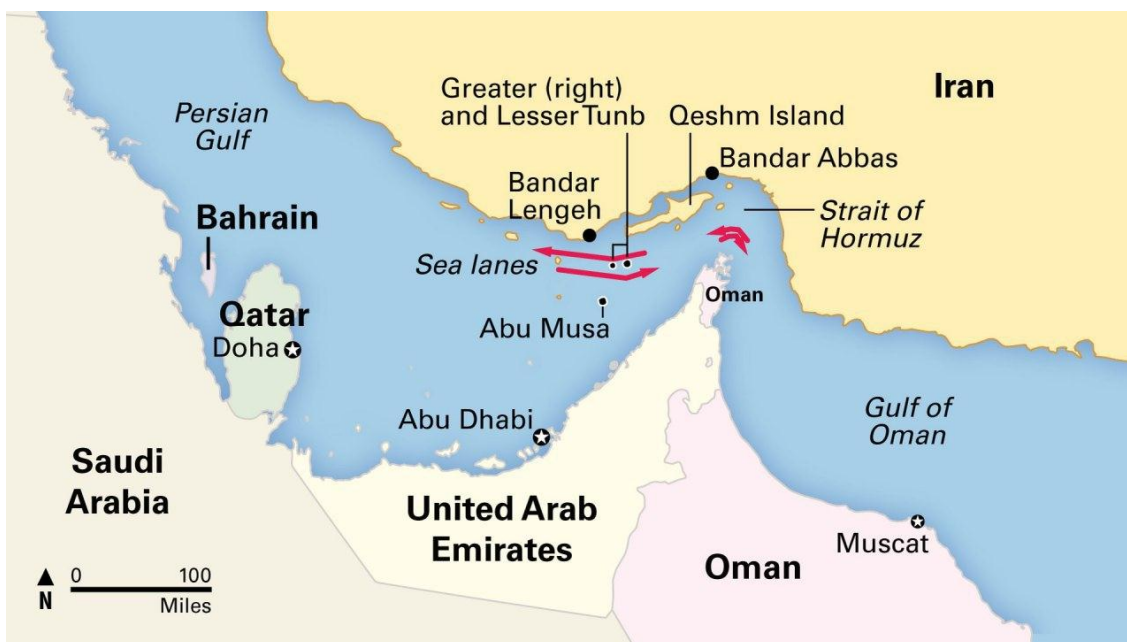 Greater (right)
and Lesser Tunb
Qeshm Island
Iran
Persian
Gulf
Bandar Abbas
Bandar
Lengeh
Strait of
Hormuz
Bahrain
Sea lanes
Oman
Qatar
Doha
Abu Musa
Gulf of
Oman
Abu Dhabi
Saudi
Arabia
United Arab
Emirates
Muscat
Oman
0 100
Miles
N